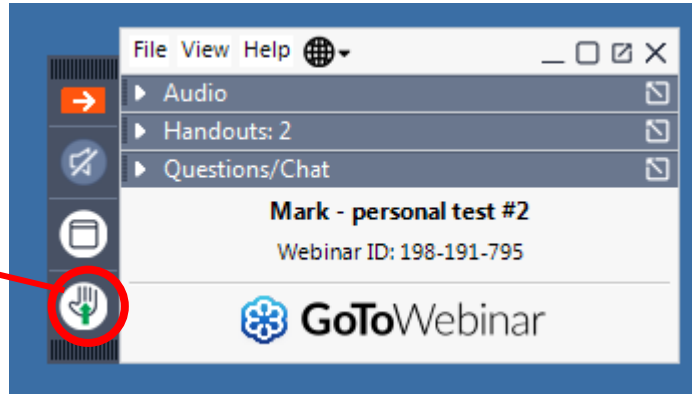 File View Help
Audio
Handouts: 2
Questions/Chat
Mark - personal test #2
Webinar ID: 198-191-795
GoToWebinar